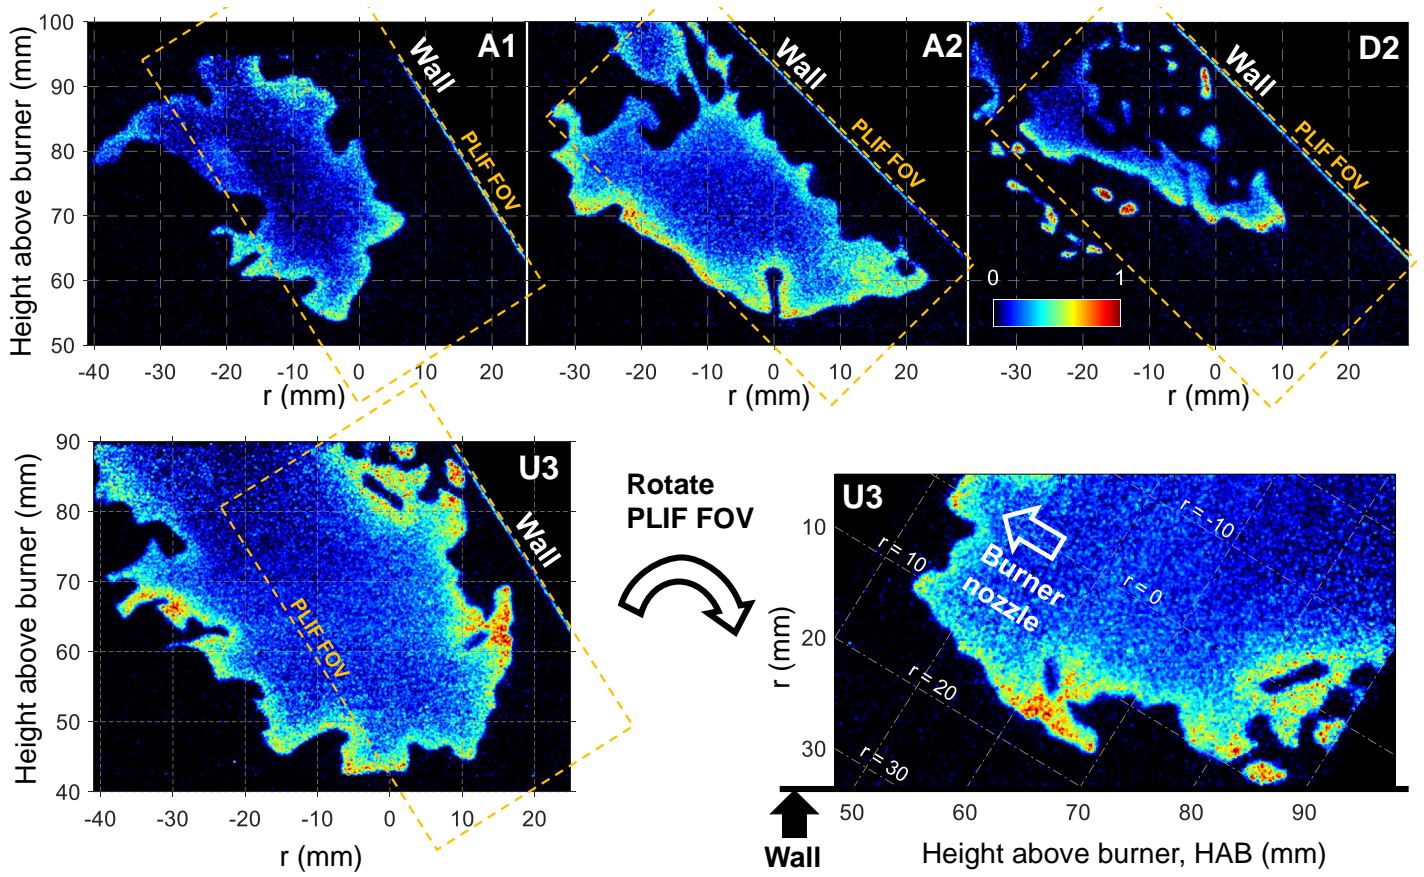 Height above burner (mm)
100
90
80
70
60
50
A1
Wall
PLIF FOV
-40
-30
-20
-10
0
10
20
r (mm)
A2
Wall
PLIF FOV
-30
-20
-10
0
10
20
r (mm)
D2
Wall
PLIF FOV
0
1
-30
-20
-10
0
10
20
r (mm)
Height above burner (mm)
90
80
70
60
50
40
U3
Wall
PLIF FOV
-40
-30
-20
-10
0
10
20
r (mm)
Rotate
PLIF FOV
U3
r (mm)
10
20
30
r = -10
r = 0
r = 10
r = 20
r = 30
Burner
nozzle
50
60
70
80
90
Wall
Height above burner, HAB (mm)